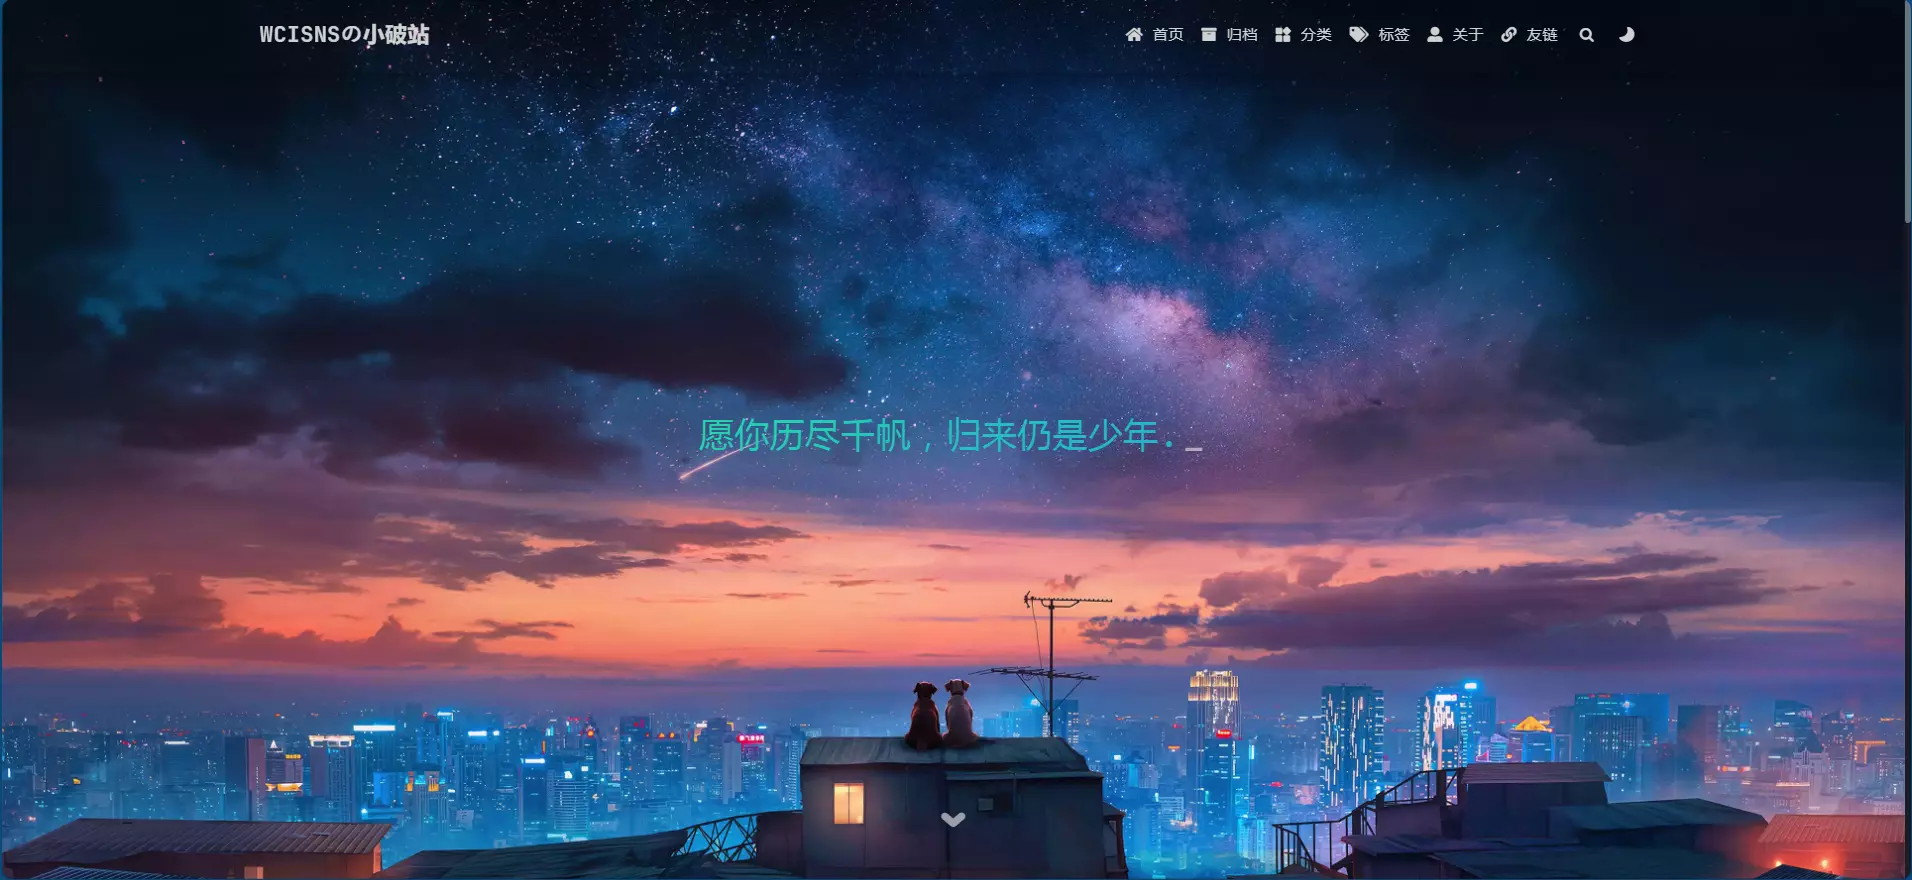 WCISNSの小破站
首页 归档 分类 标签 关于 友链
愿你历尽千帆，归来仍是少年._